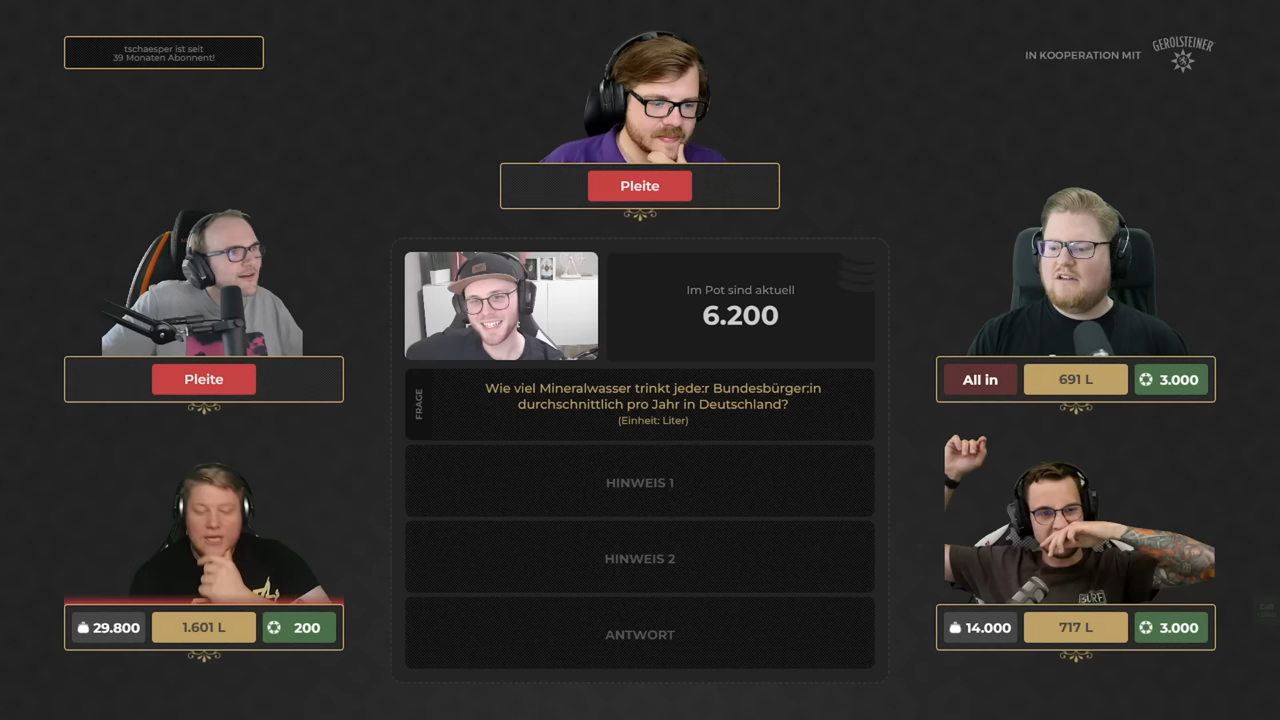 tschaesper ist seit
39 Monaten Abonnent!
IN KOOPERATION MIT
GEROLSTEINER
Pleite
Im Pot sind aktuell
6.200
Pleite
All in
691 L
3.000
FRAGE
Wie viel Mineralwasser trinkt jede:r Bundesbürger:in
durchschnittlich pro Jahr in Deutschland?
(Einheit: Liter)
HINWEIS 1
HINWEIS 2
SURF
29.800
1.601 L
200
ANTWORT
14.000
717 L
3.000